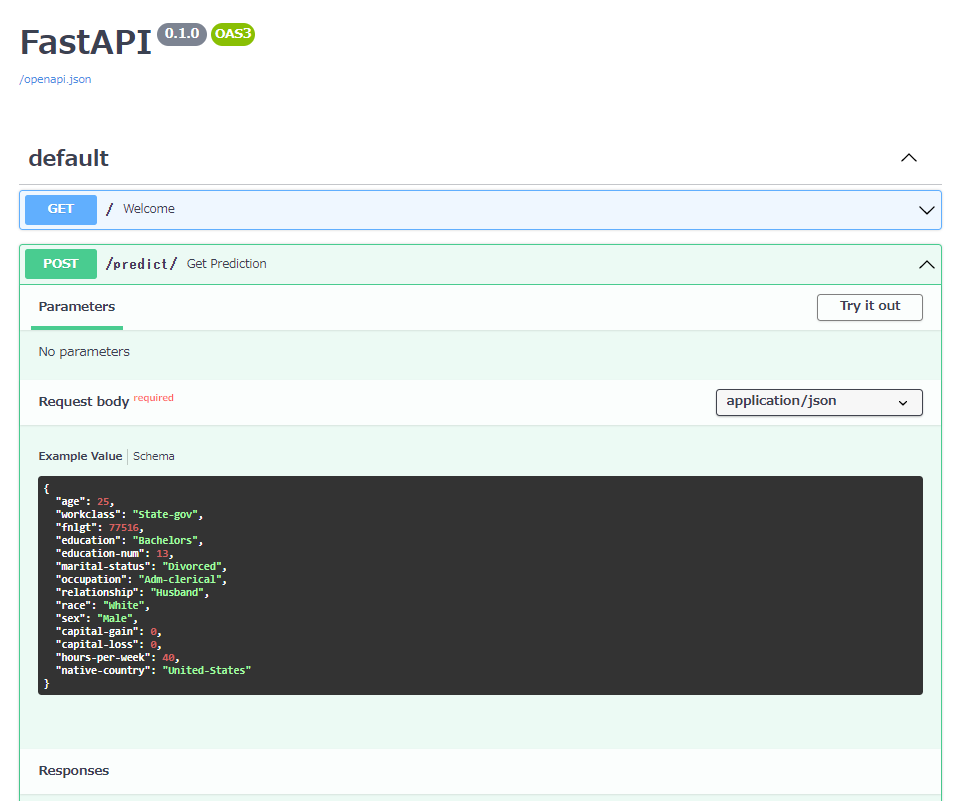 FastAPI 0.1.0 OAS3
/openapi.json
default
GET / Welcome
POST /predict/ Get Prediction
Parameters Try it out
No parameters
Request body required application/json
Example Value Schema
{
  "age": 25,
  "workclass": "State-gov",
  "fnlgt": 77516,
  "education": "Bachelors",
  "education-num": 13,
  "marital-status": "Divorced",
  "occupation": "Adm-clerical",
  "relationship": "Husband",
  "race": "White",
  "sex": "Male",
  "capital-gain": 0,
  "capital-loss": 0,
  "hours-per-week": 40,
  "native-country": "United-States"
}
Responses